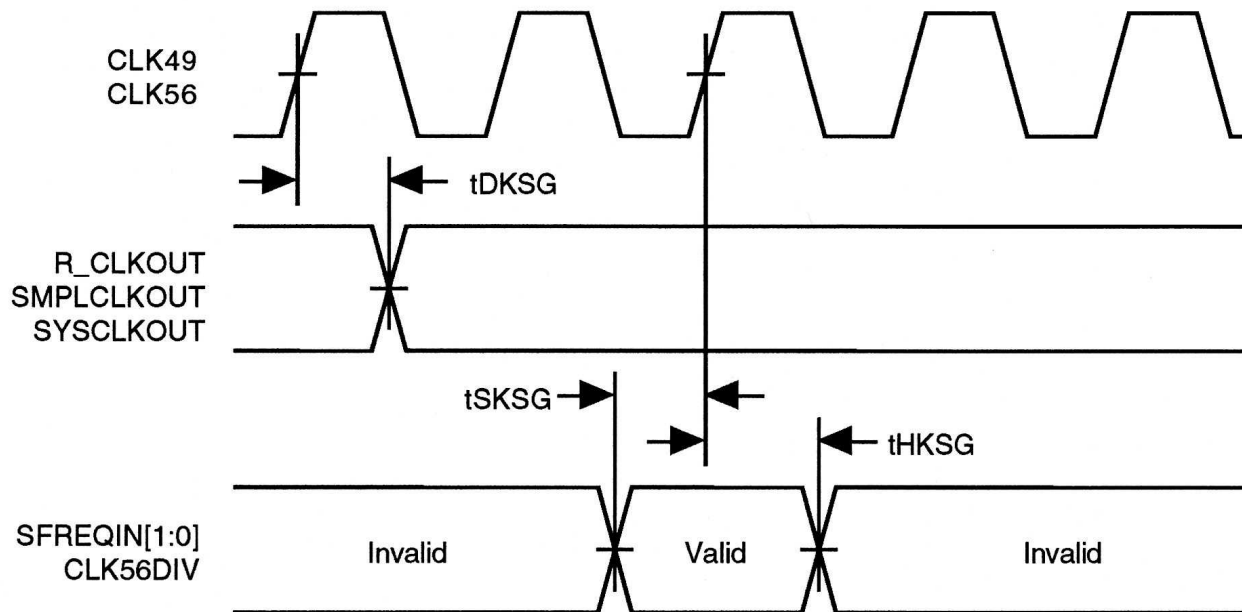 CLK49
CLK56
tDKSG
R_CLKOUT
SMPLCLKOUT
SYSCLKOUT
tSKSG
tHKSG
SFREQIN[1:0]
CLK56DIV
Invalid
Valid
Invalid